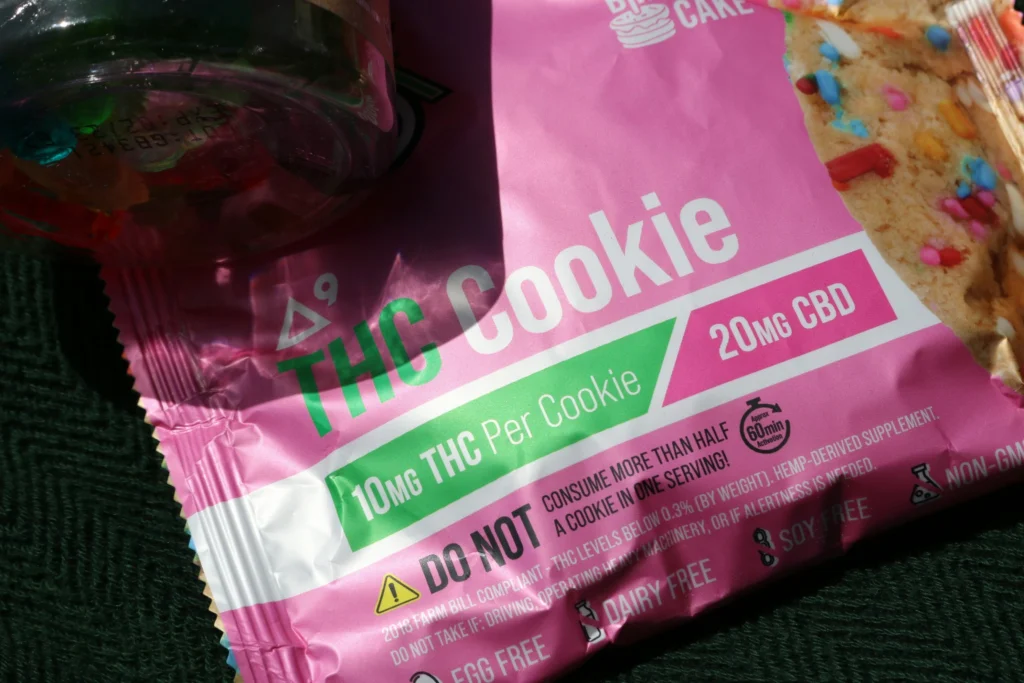 CAKE
Δ9
THC Cookie
10MG THC Per Cookie
20MG CBD
DO NOT
CONSUME MORE THAN HALF
A COOKIE IN ONE SERVING!
Approx
60min
Activation
2018 FARM BILL COMPLIANT - THC LEVELS BELOW 0.3% (BY WEIGHT). HEMP-DERIVED SUPPLEMENT.
DO NOT TAKE IF: DRIVING, OPERATING HEAVY MACHINERY, OR IF ALERTNESS IS NEEDED.
EGG FREE
DAIRY FREE
SOY FREE
NON-GM